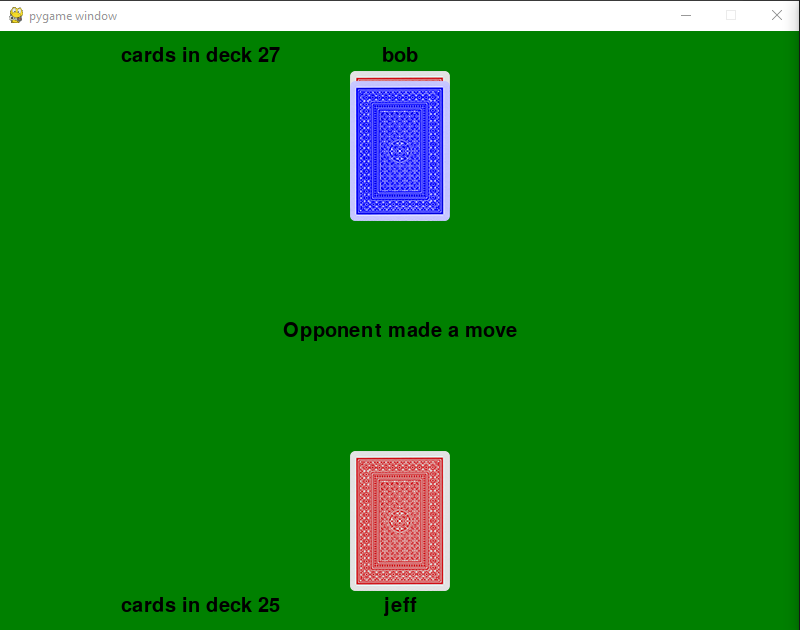 pygame window
cards in deck 27
bob
Opponent made a move
cards in deck 25
jeff